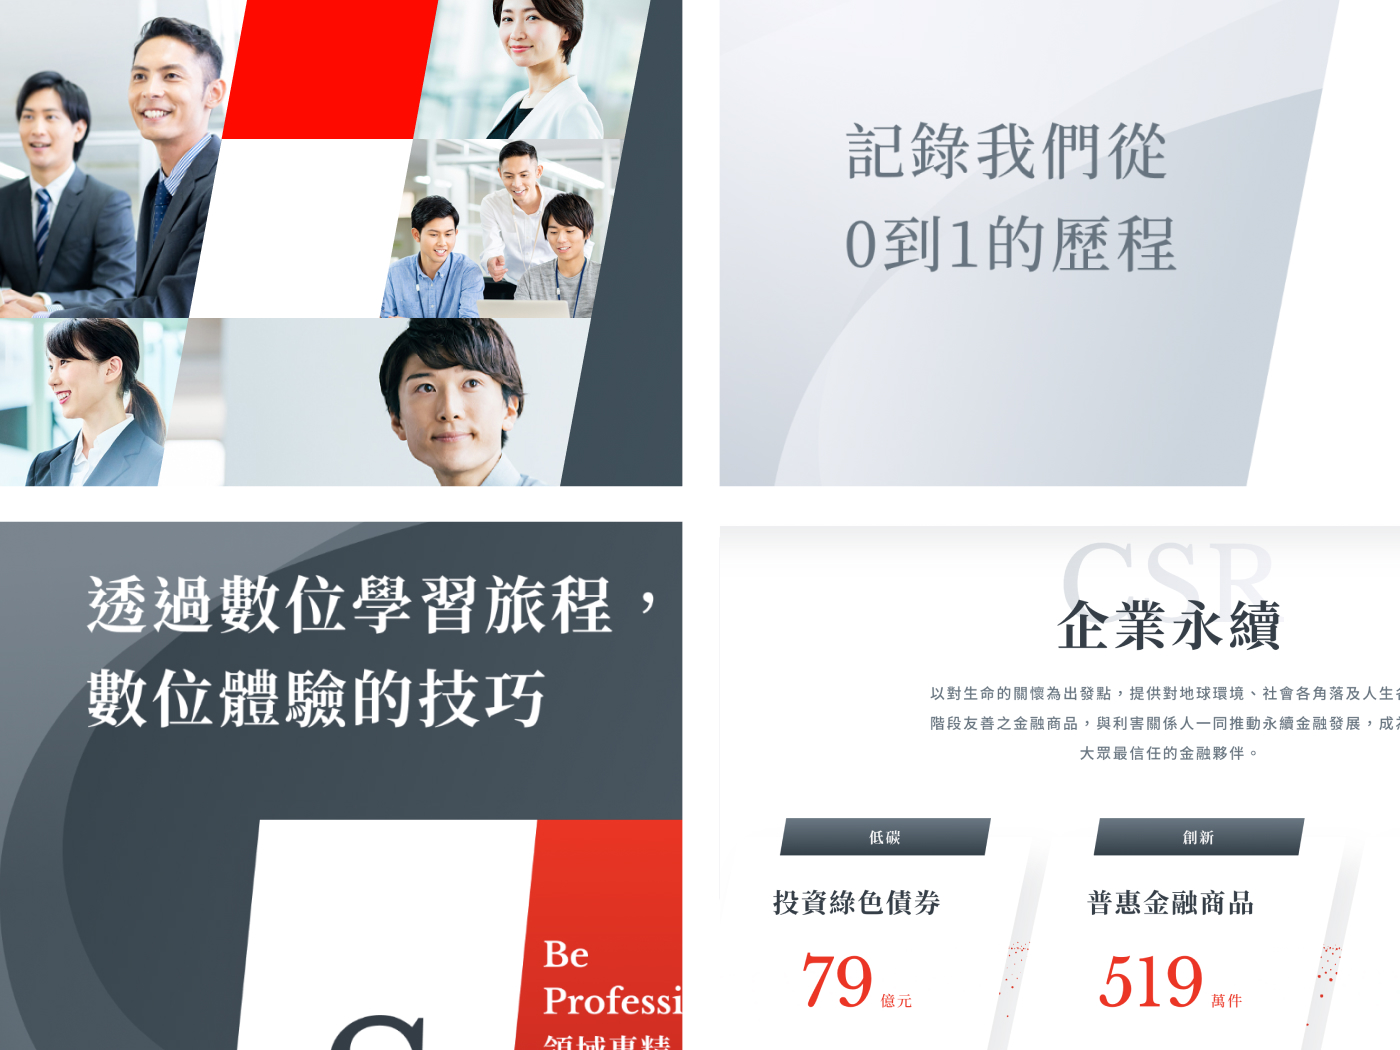 記錄我們從
0到1的歷程
透過數位學習旅程，
數位體驗的技巧
Be
Professi
領域專精
CSR
企業永續
以對生命的關懷為出發點，提供對地球環境、社會各角落及人生各
階段友善之金融商品，與利害關係人一同推動永續金融發展，成為
大眾最信任的金融夥伴。
低碳
投資綠色債券
79 億元
創新
普惠金融商品
519 萬件